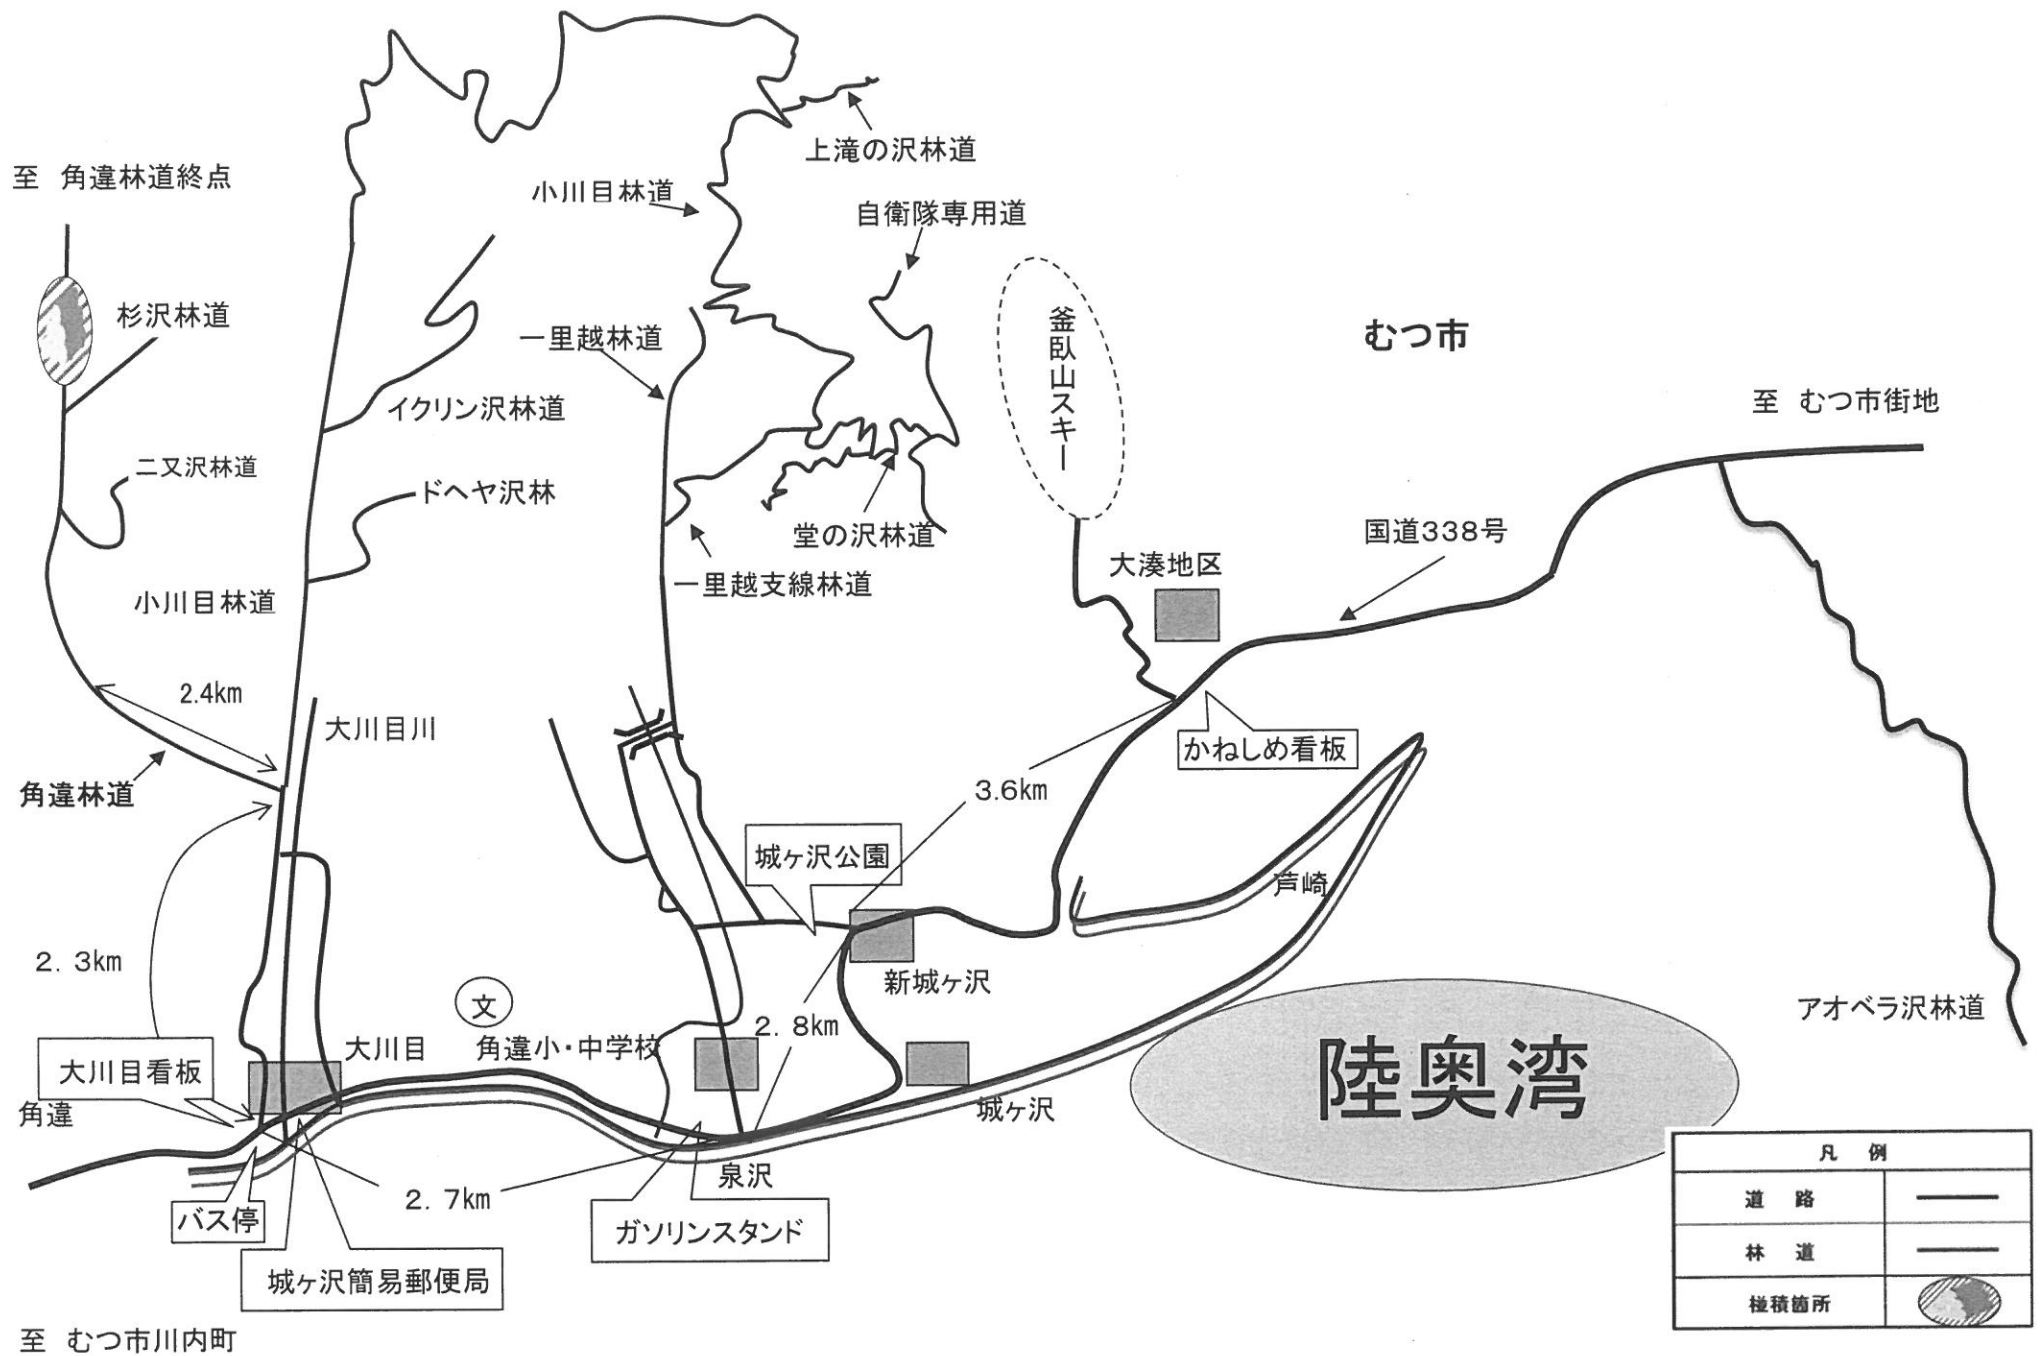 上滝の沢林道
至 角違林道終点
小川目林道
自衛隊専用道
杉沢林道
一里越林道
釜臥山スキー
むつ市
イクリン沢林道
至 むつ市街地
二又沢林道
ドヘヤ沢林
堂の沢林道
国道338号
大湊地区
一里越支線林道
小川目林道
2.4km
大川目川
かねしめ看板
角違林道
3.6km
城ヶ沢公園
芦崎
2.3km
新城ヶ沢
文
アオベラ沢林道
2.8km
大川目
角違小・中学校
大川目看板
陸奥湾
角違
城ヶ沢
泉沢
2.7km
バス停
ガソリンスタンド
城ヶ沢簡易郵便局
至 むつ市川内町
凡 例
道 路
林 道
椪積箇所